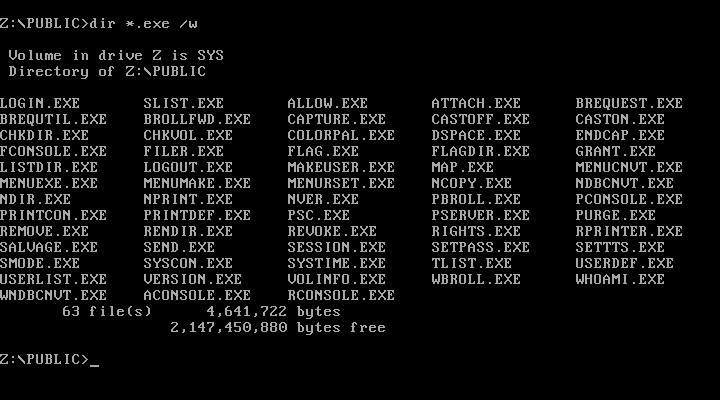 Z:\PUBLIC>dir *.exe /w
Volume in drive Z is SYS
Directory of Z:\PUBLIC
LOGIN.EXE SLIST.EXE ALLOW.EXE ATTACH.EXE BREQUEST.EXE
BREQUTIL.EXE BROLLFWD.EXE CAPTURE.EXE CASTOFF.EXE CASTON.EXE
CHKDIR.EXE CHKVOL.EXE COLORPAL.EXE DSPACE.EXE ENDCAP.EXE
FCONSOLE.EXE FILER.EXE FLAG.EXE FLAGDIR.EXE GRANT.EXE
LISTDIR.EXE LOGOUT.EXE MAKEUSER.EXE MAP.EXE MENUCNVT.EXE
MENUEXE.EXE MENUMAKE.EXE MENURSET.EXE NCOPY.EXE NDBCNVT.EXE
NDIR.EXE NPRINT.EXE NVER.EXE PBROLL.EXE PCONSOLE.EXE
PRINTCON.EXE PRINTDEF.EXE PSC.EXE PSERVER.EXE PURGE.EXE
REMOVE.EXE RENDIR.EXE REVOKE.EXE RIGHTS.EXE RPRINTER.EXE
SALVAGE.EXE SEND.EXE SESSION.EXE SETPASS.EXE SETTTS.EXE
SMODE.EXE SYSCON.EXE SYSTIME.EXE TLIST.EXE USERDEF.EXE
USERLIST.EXE VERSION.EXE VOLINFO.EXE WBROLL.EXE WHOAMI.EXE
WNDBCNVT.EXE ACONSOLE.EXE RCONSOLE.EXE
63 file(s) 4,641,722 bytes
2,147,450,880 bytes free
Z:\PUBLIC>_